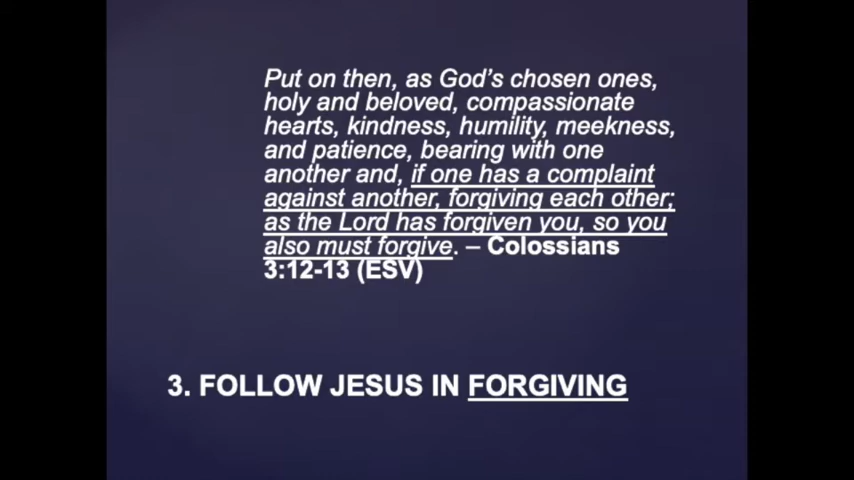 Put on then, as God's chosen ones,
holy and beloved, compassionate
hearts, kindness, humility, meekness,
and patience, bearing with one
another and, if one has a complaint
against another, forgiving each other;
as the Lord has forgiven you, so you
also must forgive. – Colossians
3:12-13 (ESV)
3. FOLLOW JESUS IN FORGIVING